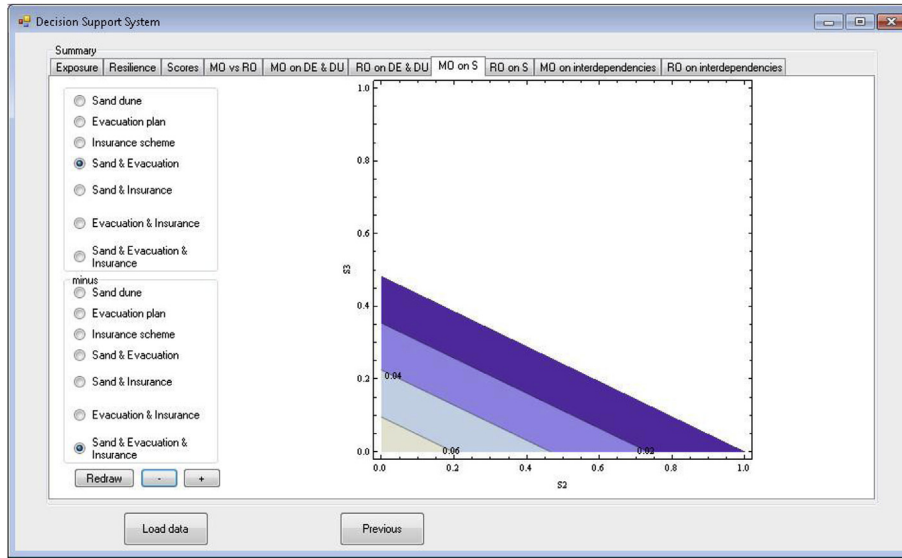 Decision Support System
Summary
Exposure Resilience Scores MO vs RO MO on DE & DU RO on DE & DU MO on S RO on S MO on interdependencies RO on interdependencies
Sand dune
Evacuation plan
Insurance scheme
Sand & Evacuation
Sand & Insurance
Evacuation & Insurance
Sand & Evacuation &
Insurance
minus
Sand dune
Evacuation plan
Insurance scheme
Sand & Evacuation
Sand & Insurance
Evacuation & Insurance
Sand & Evacuation &
Insurance
Redraw - +
1.0
0.8
0.6
S3
0.4
0.2
0.0
0.04
0.06
0.02
0.0 0.2 0.4 0.6 0.8 1.0
S2
Load data Previous